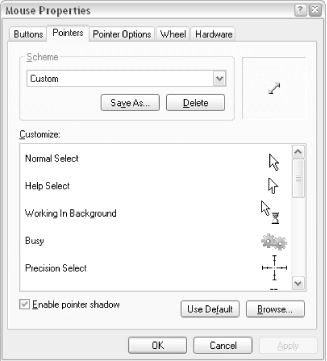 Mouse Properties
Buttons Pointers Pointer Options Wheel Hardware
Scheme
Custom
Save As... Delete
Customize:
Normal Select
Help Select
Working In Background
Busy
Precision Select
Enable pointer shadow
Use Default Browse...
OK Cancel Apply